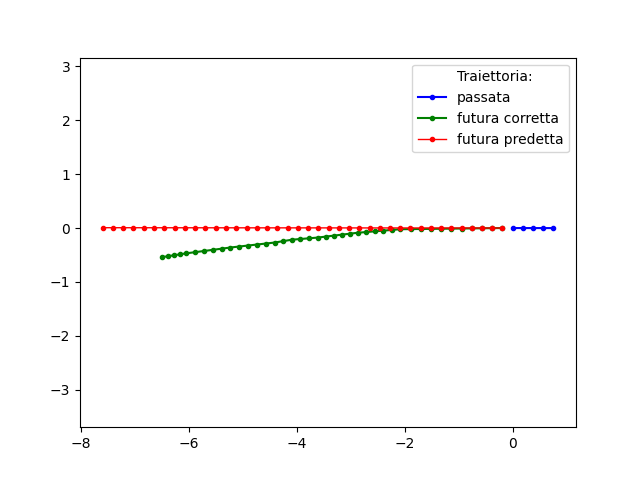 Traiettoria:
passata
futura corretta
futura predetta
3
2
1
0
−1
−2
−3
−8 −6 −4 −2 0